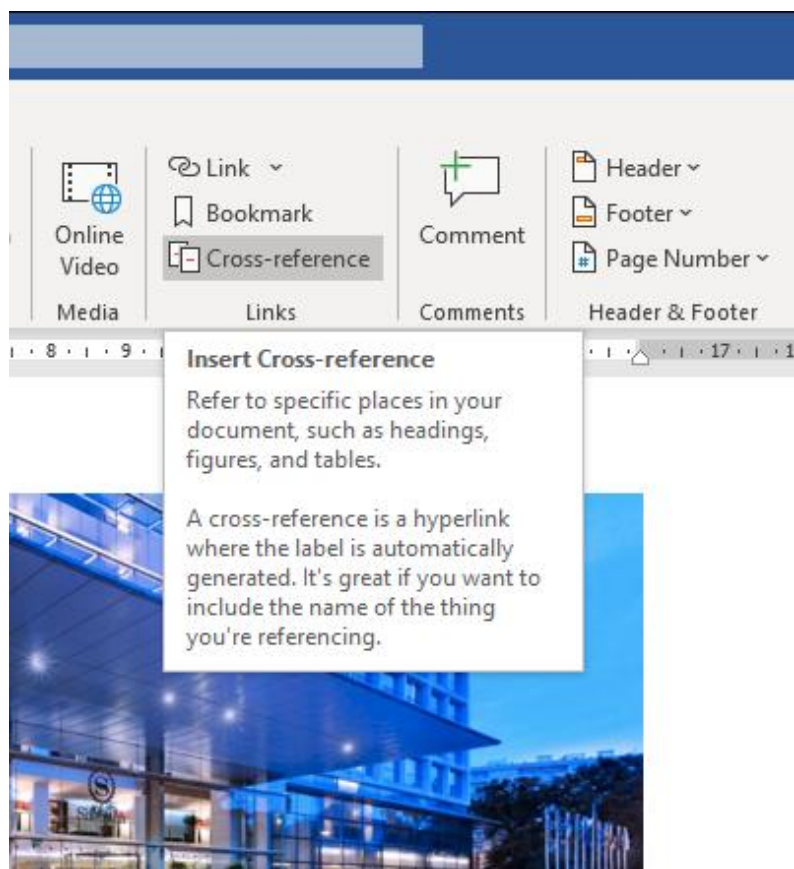 Link
Bookmark
Cross-reference
Online
Video
Comment
Header
Footer
Page Number
Media
Links
Comments
Header & Footer
8 9
17
Insert Cross-reference
Refer to specific places in your
document, such as headings,
figures, and tables.
A cross-reference is a hyperlink
where the label is automatically
generated. It's great if you want to
include the name of the thing
you're referencing.
S